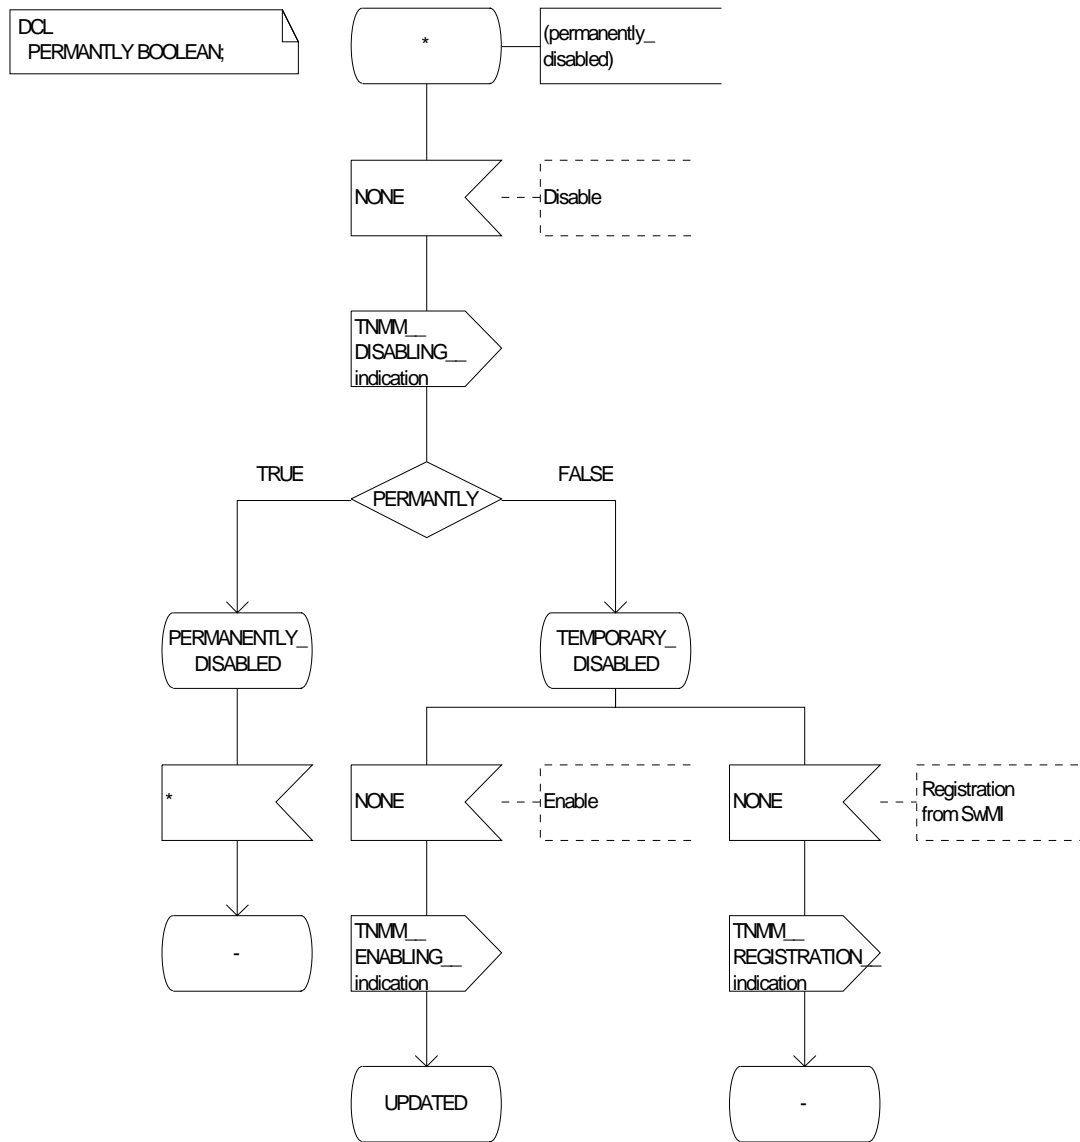 DCL
PERMANTLY BOOLEAN;
*
(permanently_
disabled)
NONE
Disable
TNMM__
DISABLING__
indication
TRUE
FALSE
PERMANTLY
PERMANENTLY_
DISABLED
TEMPORARY_
DISABLED
*
NONE
Enable
NONE
Registration
from SwMI
-
TNMM__
ENABLING__
indication
TNMM__
REGISTRATION__
indication
UPDATED
-